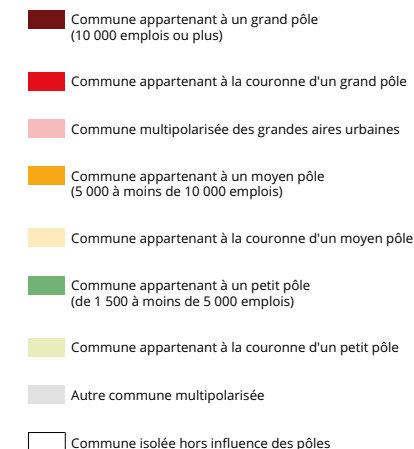 Commune appartenant à un grand pôle
(10 000 emplois ou plus)
Commune appartenant à la couronne d'un grand pôle
Commune multipolarisée des grandes aires urbaines
Commune appartenant à un moyen pôle
(5 000 à moins de 10 000 emplois)
Commune appartenant à la couronne d'un moyen pôle
Commune appartenant à un petit pôle
(de 1 500 à moins de 5 000 emplois)
Commune appartenant à la couronne d'un petit pôle
Autre commune multipolarisée
Commune isolée hors influence des pôles